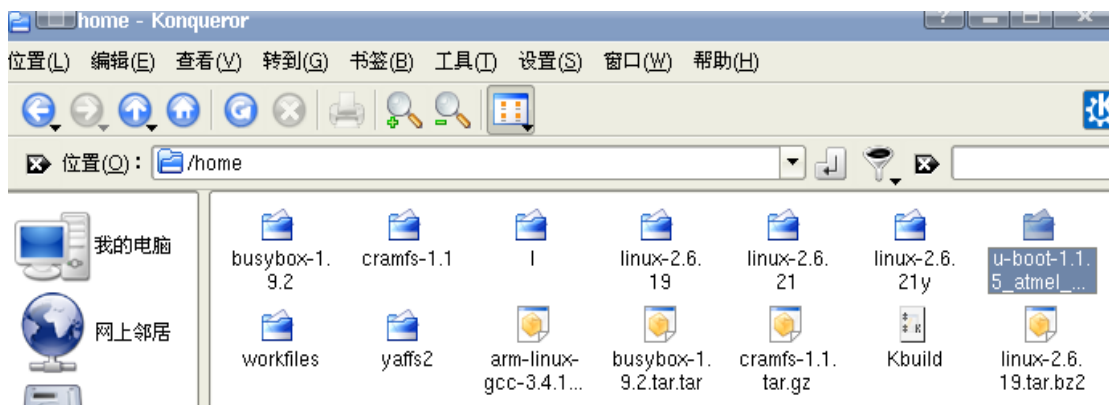 home - Konqueror
位置(L) 编辑(E) 查看(V) 转到(G) 书签(B) 工具(T) 设置(S) 窗口(W) 帮助(H)
位置(O): /home
我的电脑
网上邻居
busybox-1.
9.2
cramfs-1.1
l
linux-2.6.
19
linux-2.6.
21
linux-2.6.
21y
u-boot-1.1.
5_atmel_...
workfiles
yaffs2
arm-linux-
gcc-3.4.1...
busybox-1.
9.2.tar.tar
cramfs-1.1.
tar.gz
Kbuild
linux-2.6.
19.tar.bz2